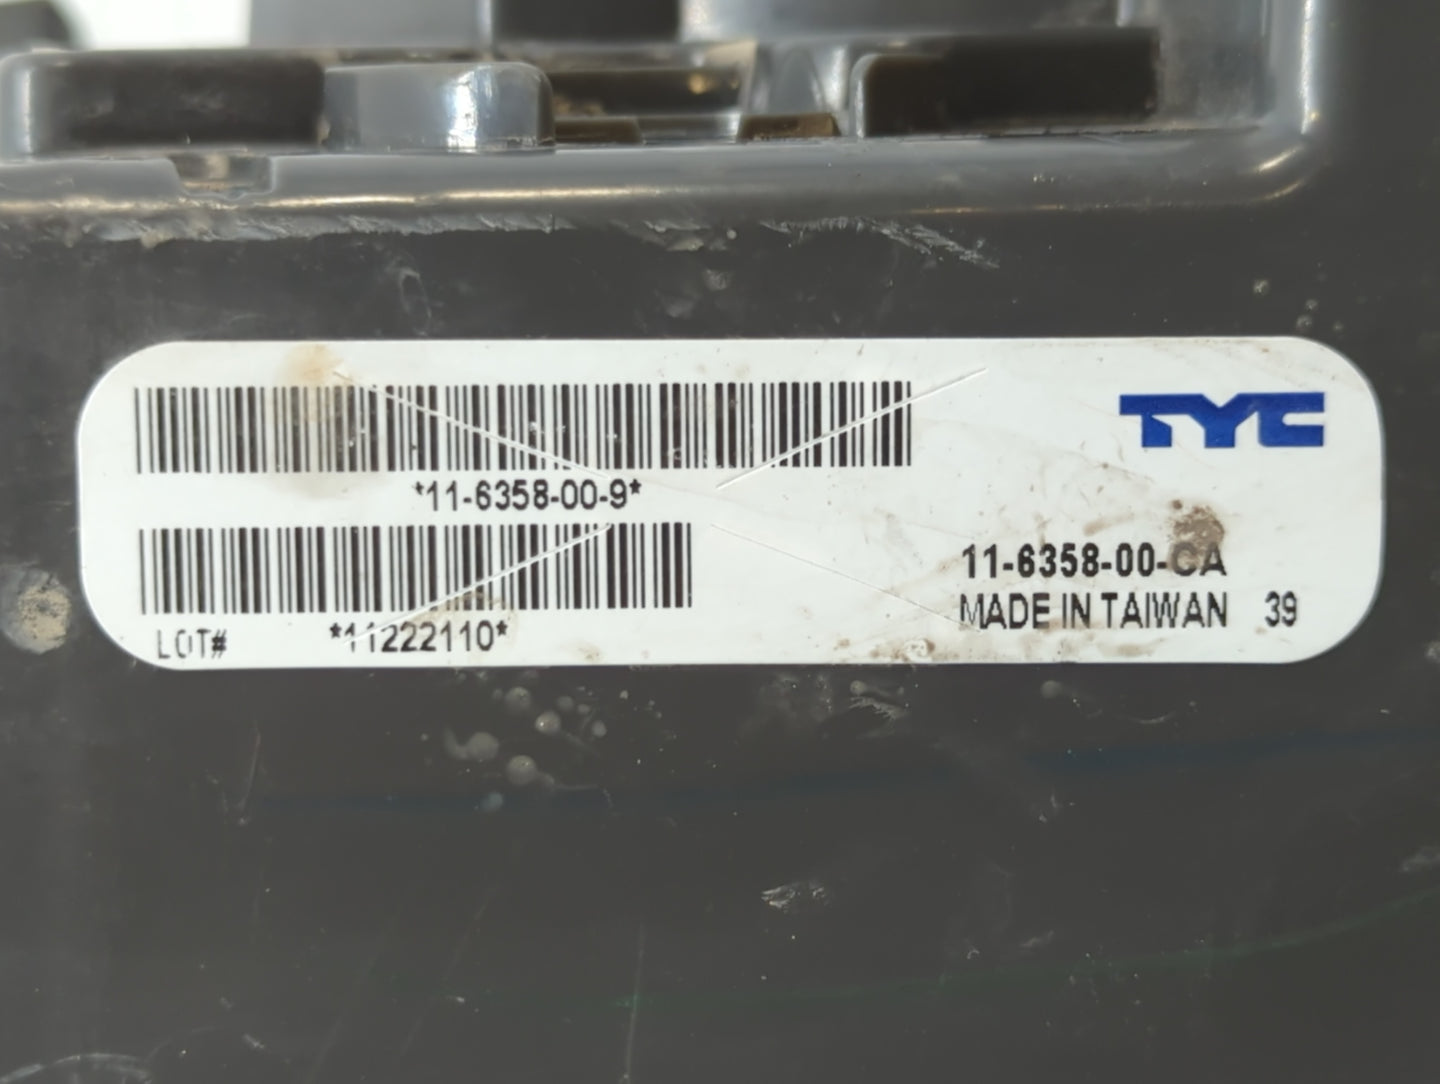 TYC
*11-6358-00-9*
11-6358-00-CA
MADE IN TAIWAN 39
LOT# *11222110*